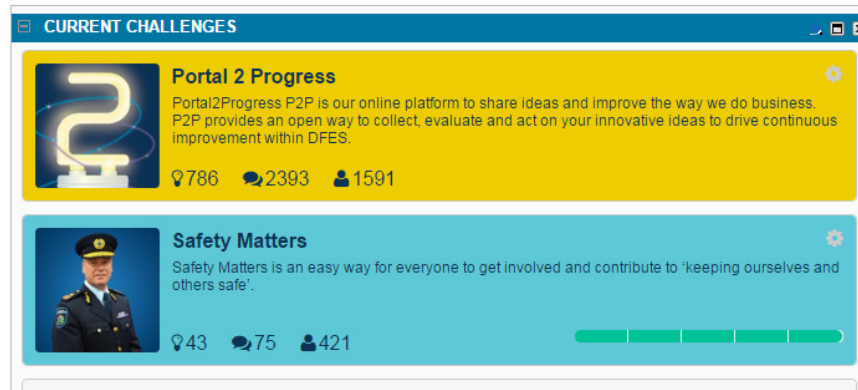 CURRENT CHALLENGES
Portal 2 Progress
Portal2Progress P2P is our online platform to share ideas and improve the way we do business.
P2P provides an open way to collect, evaluate and act on your innovative ideas to drive continuous
improvement within DFES.
786 2393 1591
Safety Matters
Safety Matters is an easy way for everyone to get involved and contribute to ‘keeping ourselves and
others safe’.
43 75 421